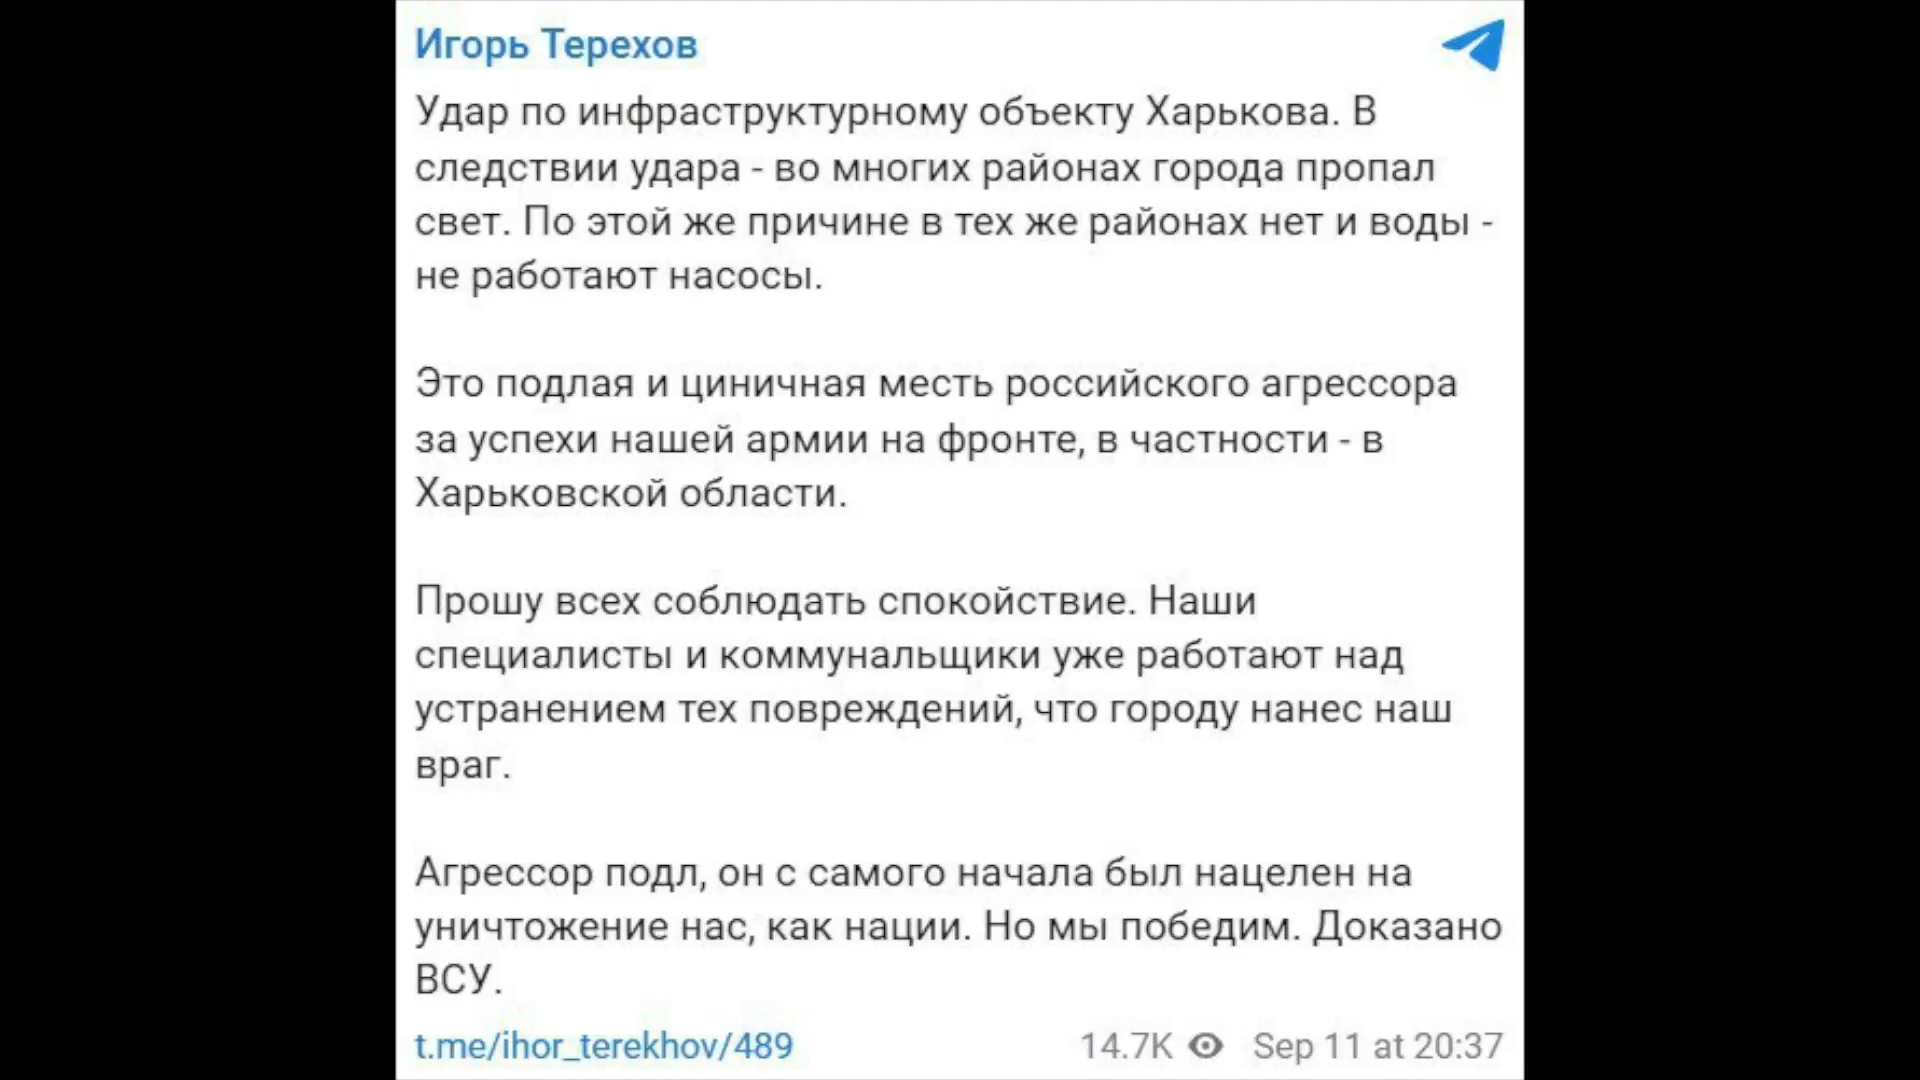 Игорь Терехов
Удар по инфраструктурному объекту Харькова. В
следствии удара - во многих районах города пропал
свет. По этой же причине в тех же районах нет и воды -
не работают насосы.
Это подлая и циничная месть российского агрессора
за успехи нашей армии на фронте, в частности - в
Харьковской области.
Прошу всех соблюдать спокойствие. Наши
специалисты и коммунальщики уже работают над
устранением тех повреждений, что городу нанес наш
враг.
Агрессор подл, он с самого начала был нацелен на
уничтожение нас, как нации. Но мы победим. Доказано
ВСУ.
t.me/ihor_terekhov/489 14.7K Sep 11 at 20:37